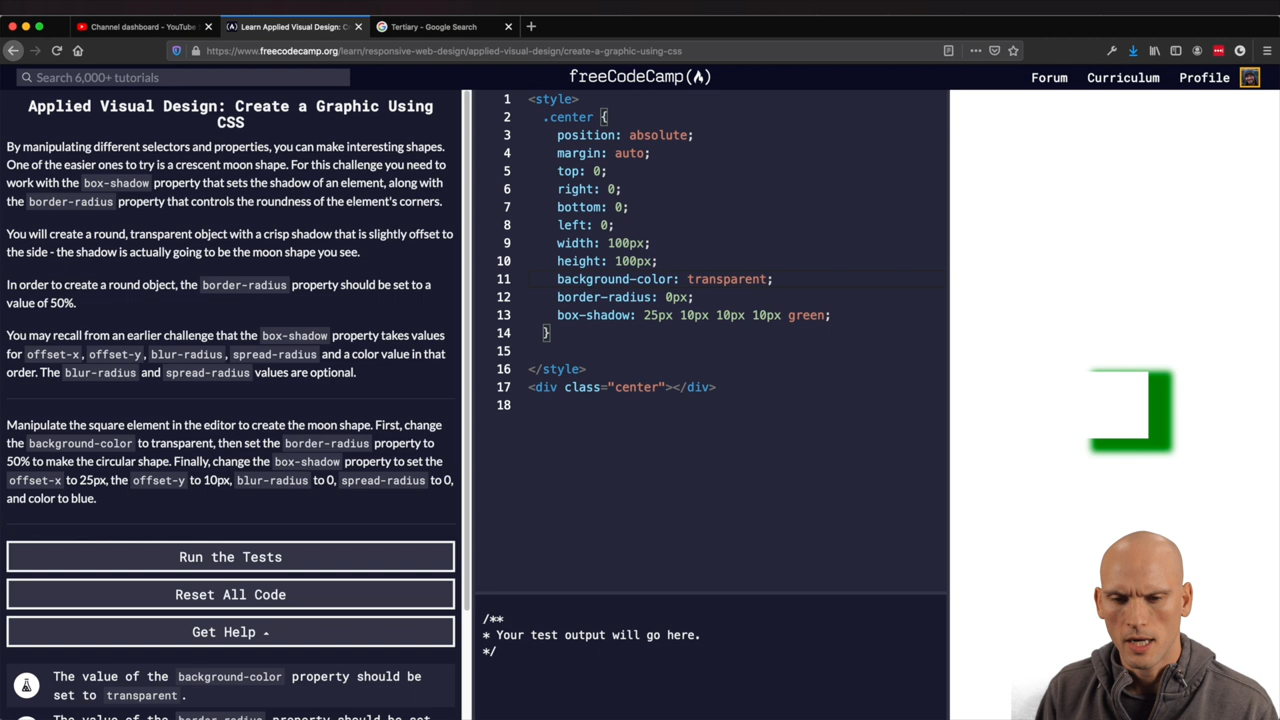 Channel dashboard - YouTube
Learn Applied Visual Design: C
Tertiary - Google Search
https://www.freecodecamp.org/learn/responsive-web-design/applied-visual-design/create-a-graphic-using-css
Search 6,000+ tutorials
freeCodeCamp
Forum
Curriculum
Profile
Applied Visual Design: Create a Graphic Using
CSS
By manipulating different selectors and properties, you can make interesting shapes.
One of the easier ones to try is a crescent moon shape. For this challenge you need to
work with the box-shadow property that sets the shadow of an element, along with
the border-radius property that controls the roundness of the element's corners.
You will create a round, transparent object with a crisp shadow that is slightly offset to
the side - the shadow is actually going to be the moon shape you see.
In order to create a round object, the border-radius property should be set to a
value of 50%.
You may recall from an earlier challenge that the box-shadow property takes values
for offset-x, offset-y, blur-radius, spread-radius and a color value in that
order. The blur-radius and spread-radius values are optional.
Manipulate the square element in the editor to create the moon shape. First, change
the background-color to transparent, then set the border-radius property to
50% to make the circular shape. Finally, change the box-shadow property to set the
offset-x to 25px, the offset-y to 10px, blur-radius to 0, spread-radius to 0,
and color to blue.
Run the Tests
Reset All Code
Get Help
The value of the background-color property should be
set to transparent.
The value of the border-radius property should be set
1 <style>
2 .center {
3 position: absolute;
4 margin: auto;
5 top: 0;
6 right: 0;
7 bottom: 0;
8 left: 0;
9 width: 100px;
10 height: 100px;
11 background-color: transparent;
12 border-radius: 0px;
13 box-shadow: 25px 10px 10px 10px green;
14 }
15
16 </style>
17 <div class="center"></div>
18
/**
* Your test output will go here.
*/